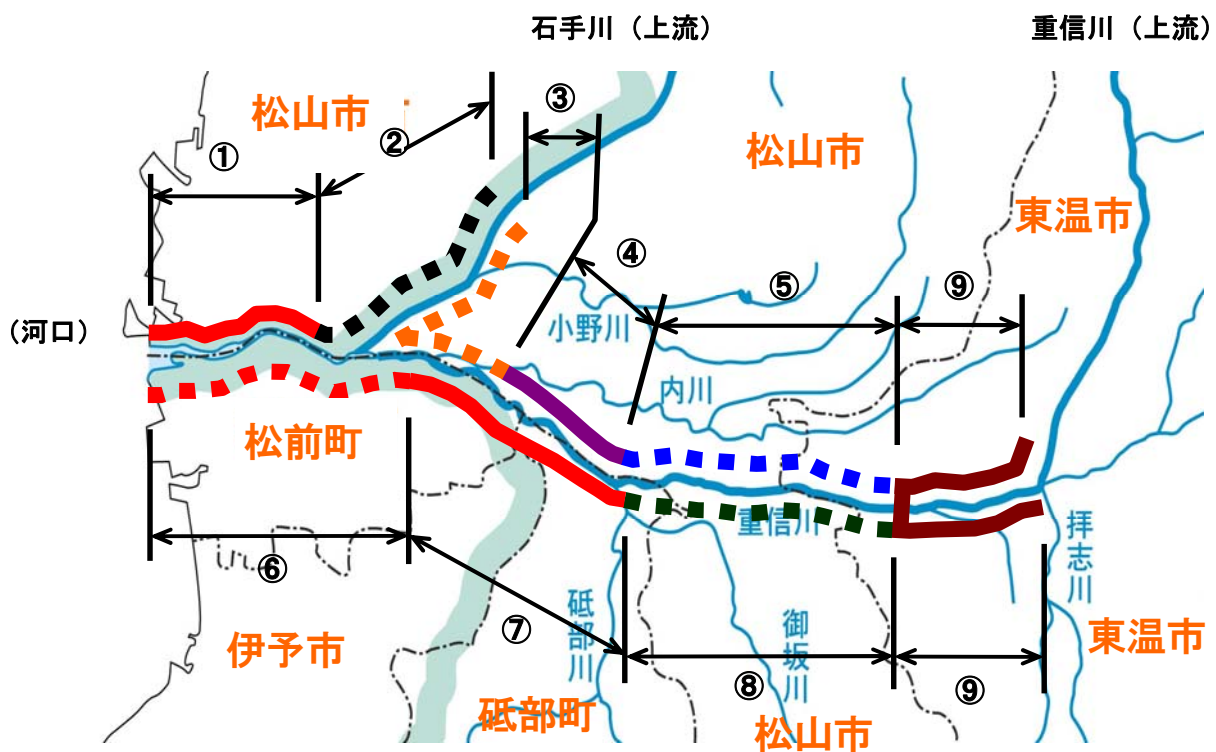 石手川（上流）
重信川（上流）
松山市
①
②
③
松山市
東温市
④
⑤
⑨
（河口）
小野川
内川
松前町
重信川
拝志川
⑥
⑦
砥部川
御坂川
伊予市
東温市
⑧
⑨
砥部町
松山市